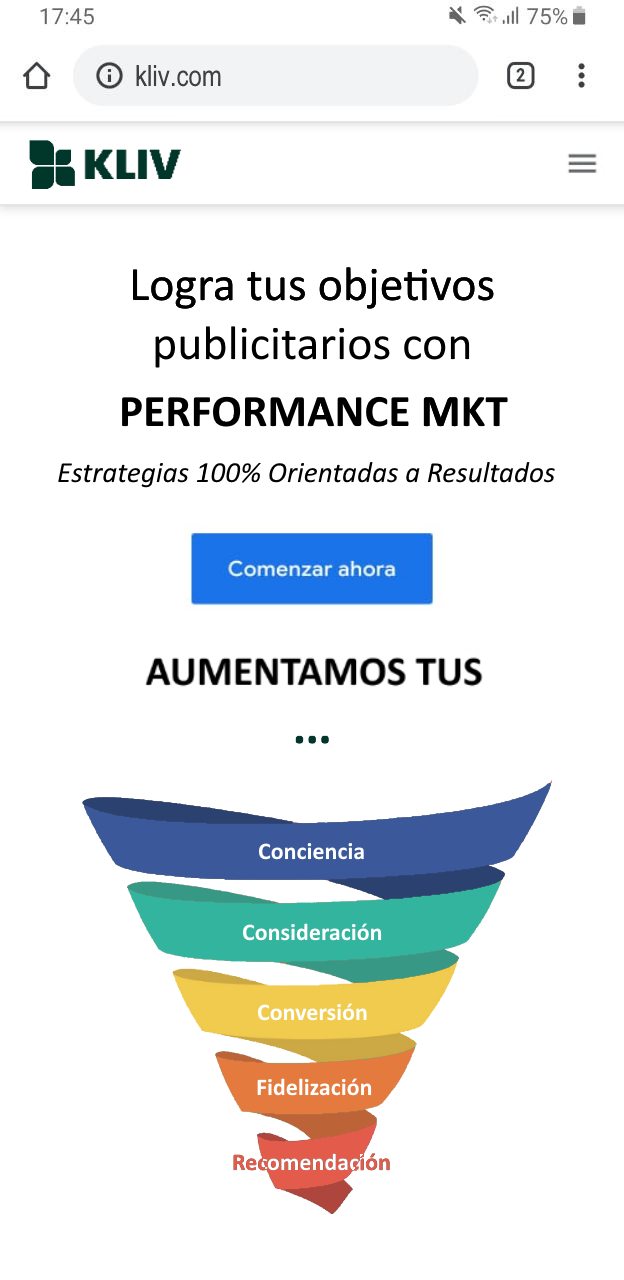 17:45
75%
kliv.com
2
KLIV
Logra tus objetivos
publicitarios con
PERFORMANCE MKT
Estrategias 100% Orientadas a Resultados
Comenzar ahora
AUMENTAMOS TUS
...
Conciencia
Consideración
Conversión
Fidelización
Recomendación